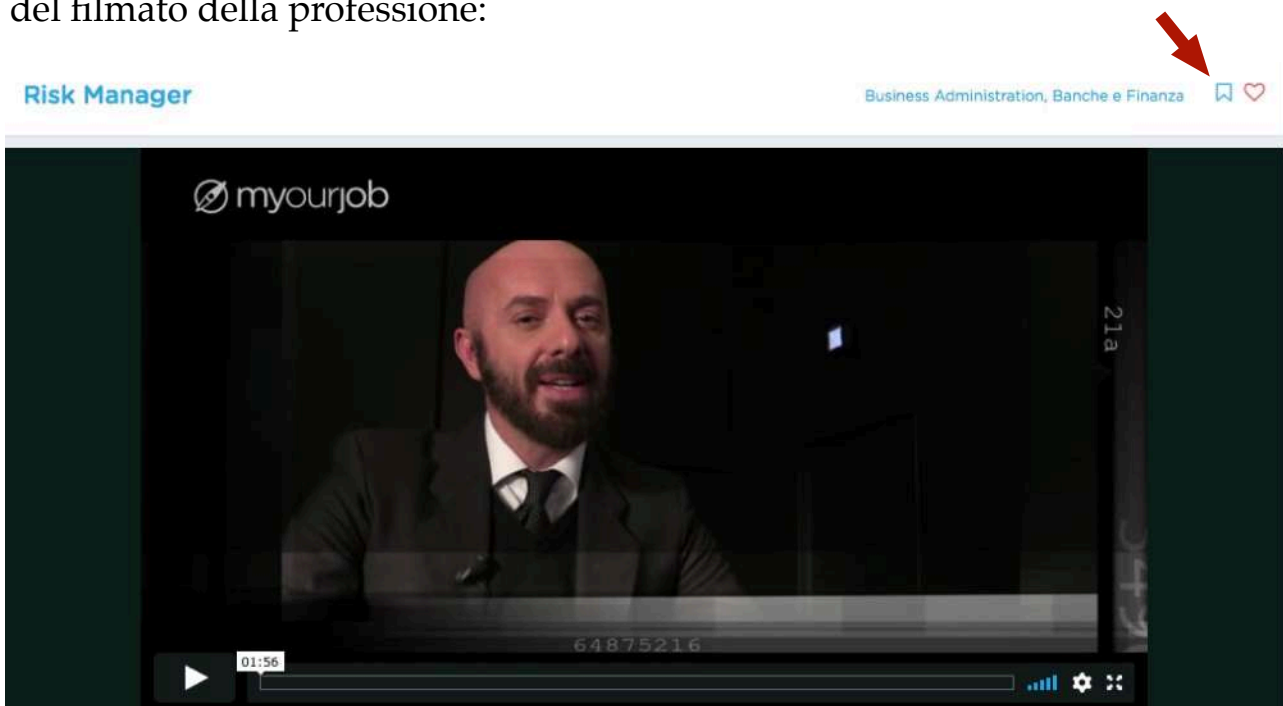 del filmato della professione:
Risk Manager
Business Administration, Banche e Finanza
myourjob
21a
64875216
01:56